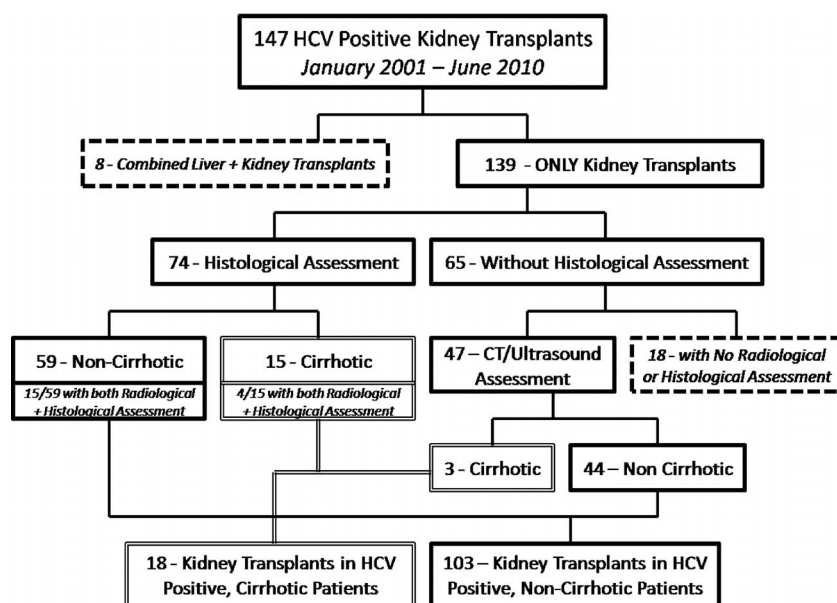 147 HCV Positive Kidney Transplants
January 2001 – June 2010
8 - Combined Liver + Kidney Transplants
139 - ONLY Kidney Transplants
74 - Histological Assessment
65 - Without Histological Assessment
59 - Non-Cirrhotic
15/59 with both Radiological
+ Histological Assessment
15 - Cirrhotic
4/15 with both Radiological
+ Histological Assessment
47 – CT/Ultrasound
Assessment
18 - with No Radiological
or Histological Assessment
3 - Cirrhotic
44 – Non Cirrhotic
18 - Kidney Transplants in HCV
Positive, Cirrhotic Patients
103 – Kidney Transplants in HCV
Positive, Non-Cirrhotic Patients